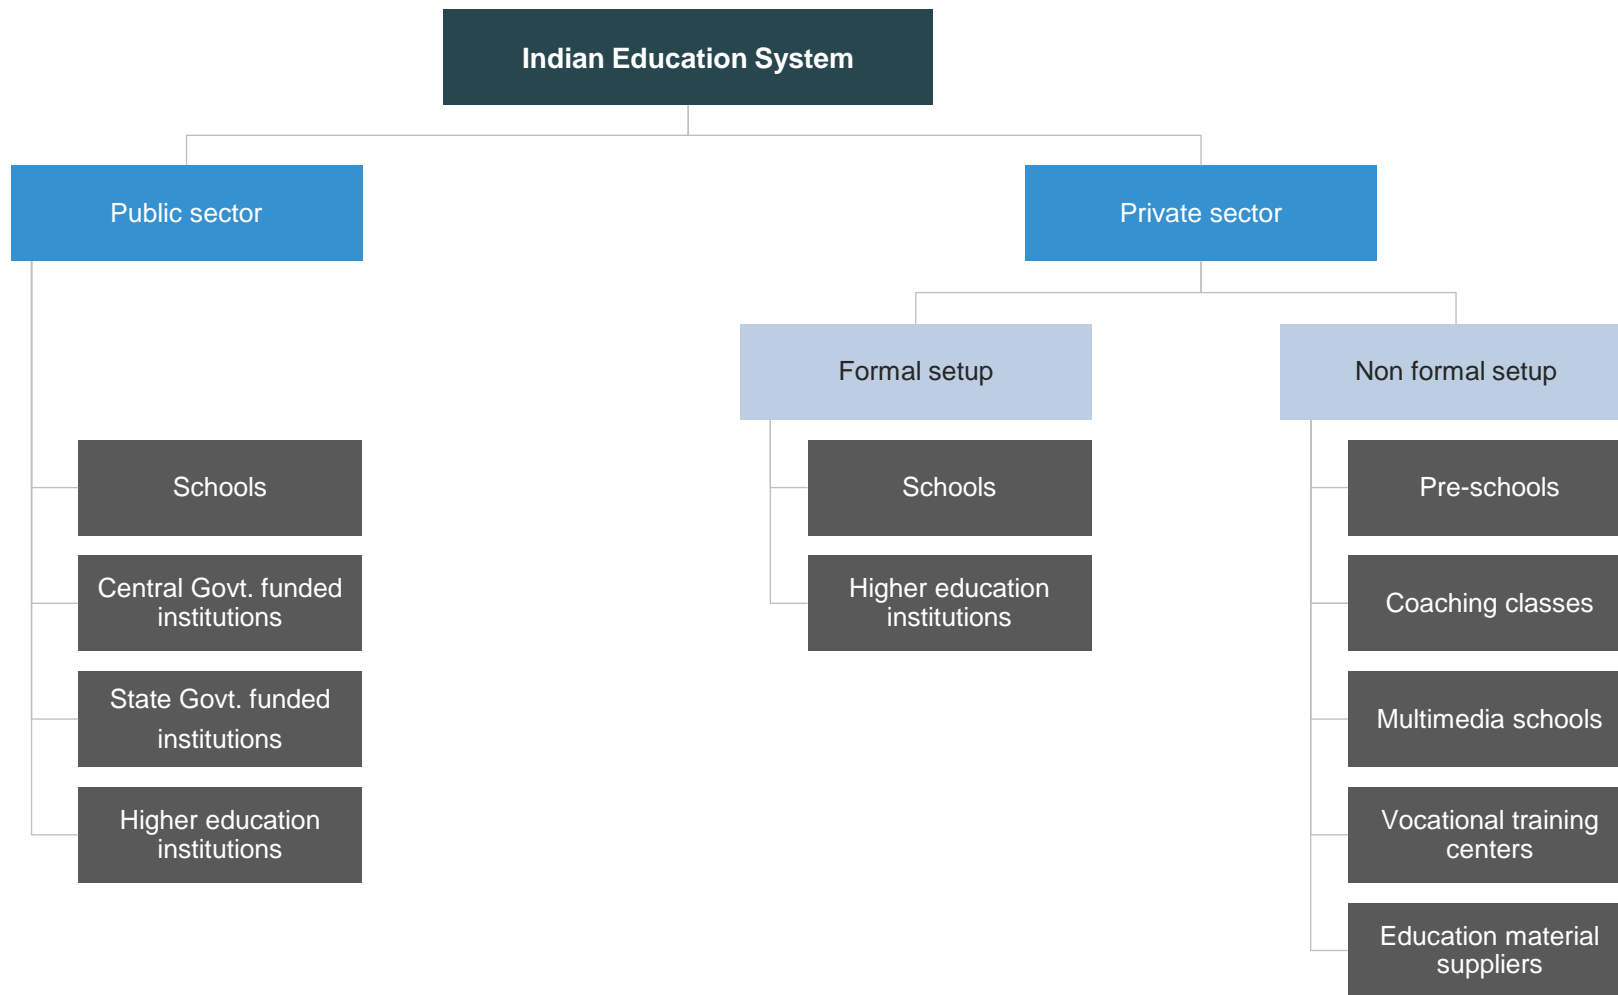 Indian Education System
Public sector
Private sector
Formal setup
Non formal setup
Schools
Central Govt. funded
institutions
State Govt. funded
institutions
Higher education
institutions
Schools
Higher education
institutions
Pre-schools
Coaching classes
Multimedia schools
Vocational training
centers
Education material
suppliers